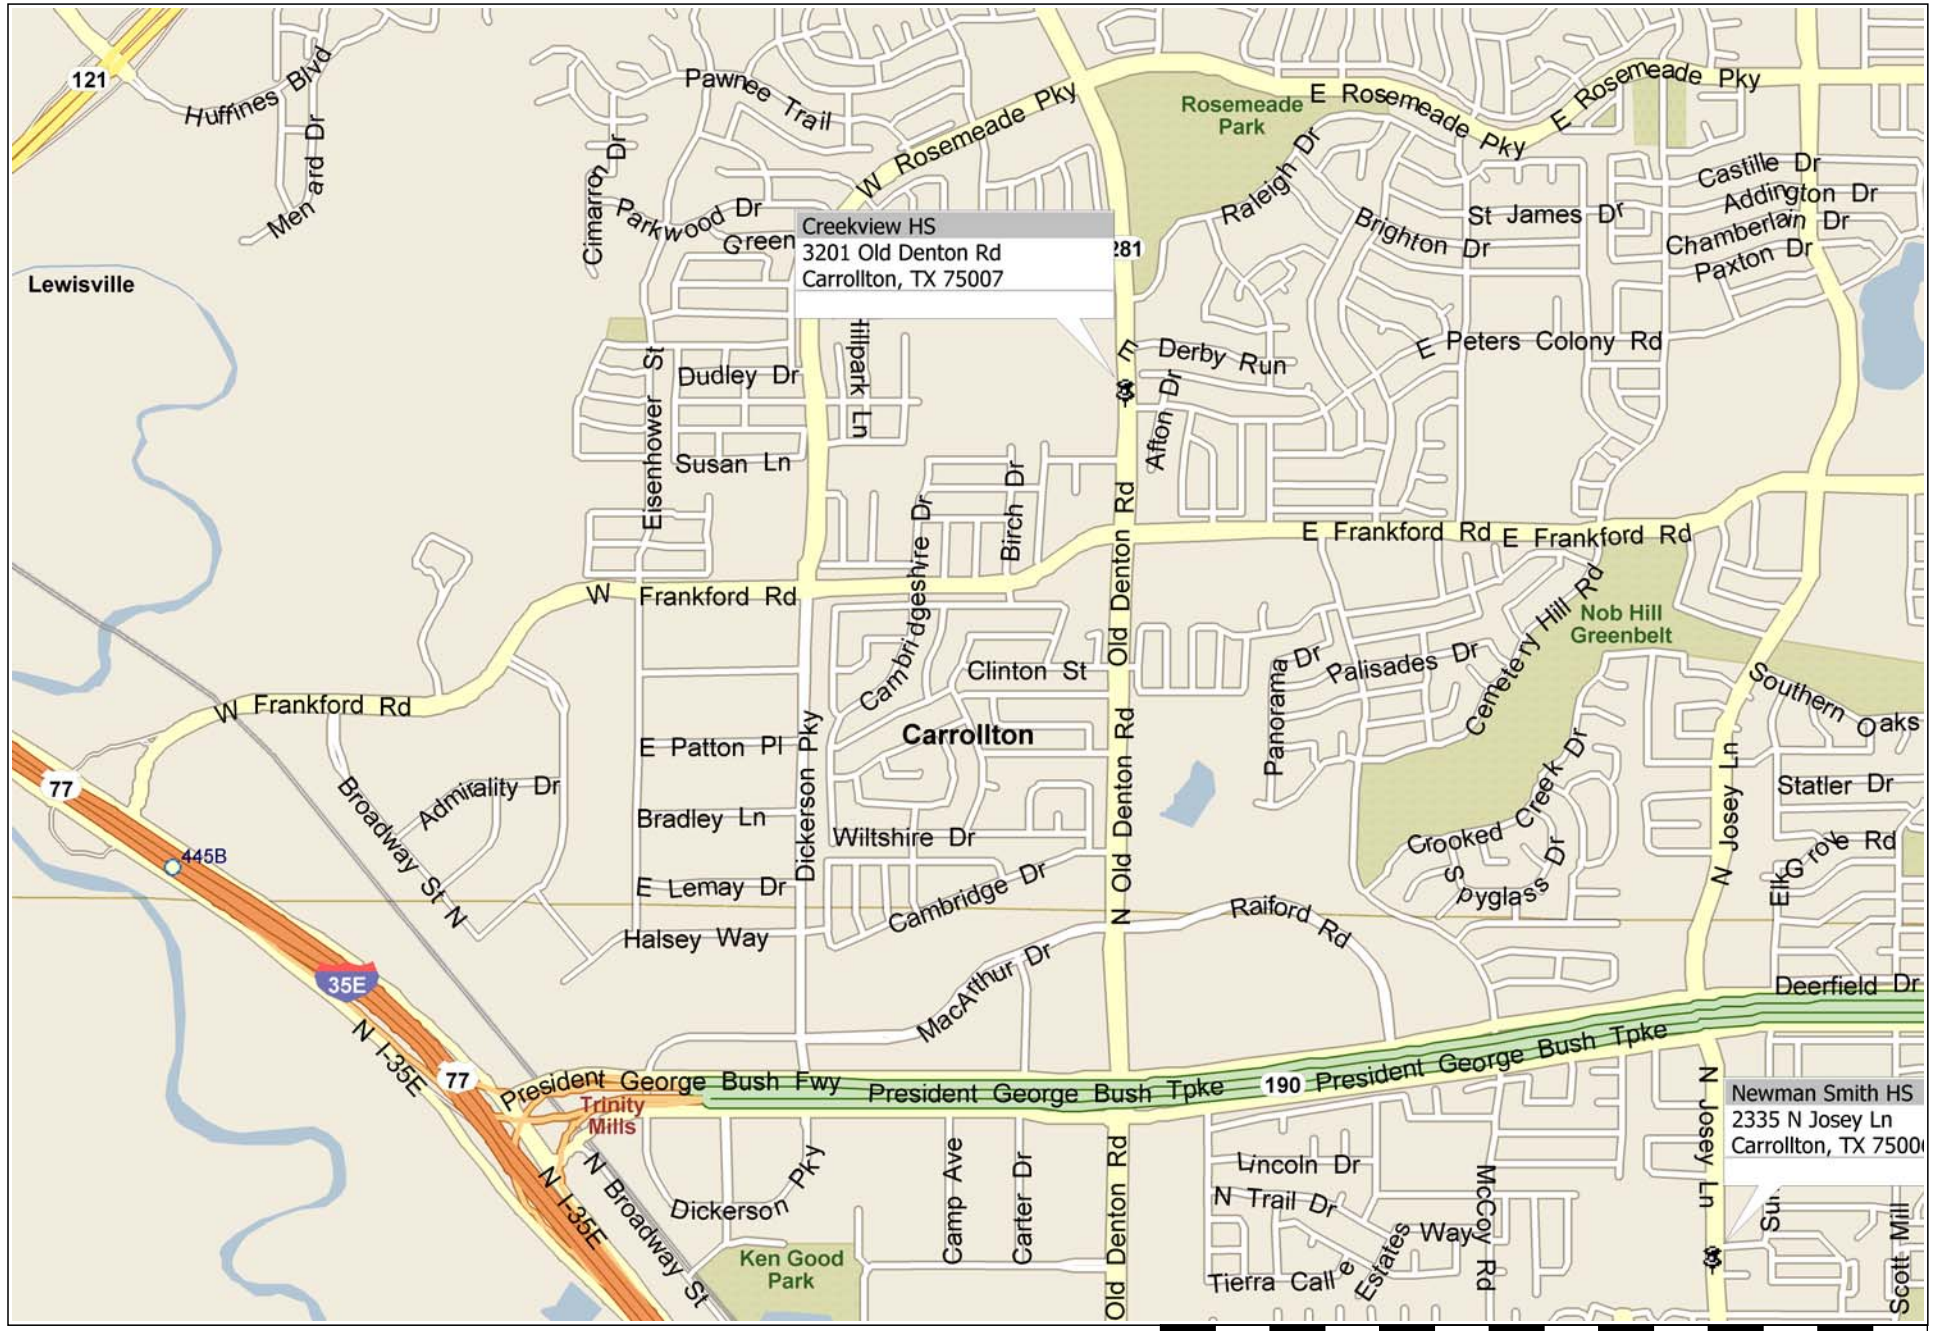 121
Huffines Blvd
Menard Dr
Pawnee Trail
W Rosemeade Pky
Rosemeade
Park
E Rosemeade Pky
E Rosemeade Pky
Cimarron Dr
Parkwood Dr
Green
Raleigh Dr
Castille Dr
Addington Dr
St James Dr
Brighton Dr
Chamberlain Dr
Paxton Dr
Creekview HS
3201 Old Denton Rd
Carrollton, TX 75007
281
Lewisville
Eisenhower St
Dudley Dr
Hillpark Ln
Susan Ln
E Derby Run
Afton Dr
E Peters Colony Rd
Cambridgeshire Dr
Birch Dr
Old Denton Rd
E Frankford Rd
E Frankford Rd
W Frankford Rd
Old Denton Rd
Cemetery Hill Rd
Nob Hill
Greenbelt
Clinton St
Panorama Dr
Palisades Dr
Southern Oaks
W Frankford Rd
Carrollton
E Patton Pl
Dickerson Pky
N Old Denton Rd
N Josey Ln
77
Broadway St N
Admirality Dr
Bradley Ln
Wiltshire Dr
Crooked Creek Dr
Statler Dr
445B
E Lemay Dr
Cambridge Dr
Spyglass Dr
Elk Grove Rd
Halsey Way
Raiford Rd
MacArthur Dr
35E
Deerfield Dr
N I-35E
77
President George Bush Fwy
President George Bush Tpke
190
President George Bush Tpke
Trinity
Mills
N Josey Ln
Newman Smith HS
2335 N Josey Ln
Carrollton, TX 7500
N I-35E
N Broadway St
Dickerson Pky
Camp Ave
Carter Dr
Old Denton Rd
Lincoln Dr
N Trail Dr
McCoy Rd
Estates Way
Tierra Calle
Scott Mill
Ken Good
Park